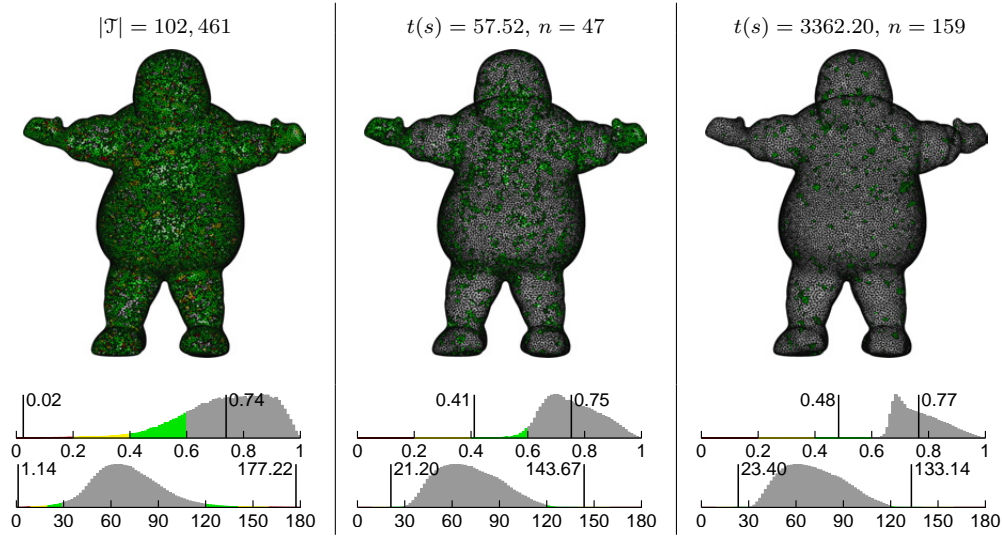 |𝒯| = 102,461
t(s) = 57.52, n = 47
t(s) = 3362.20, n = 159
0.02 0.74
0 0.2 0.4 0.6 0.8 1
1.14 177.22
0 30 60 90 120 150 180
0.41 0.75
0 0.2 0.4 0.6 0.8 1
21.20 143.67
0 30 60 90 120 150 180
0.48 0.77
0 0.2 0.4 0.6 0.8 1
23.40 133.14
0 30 60 90 120 150 180